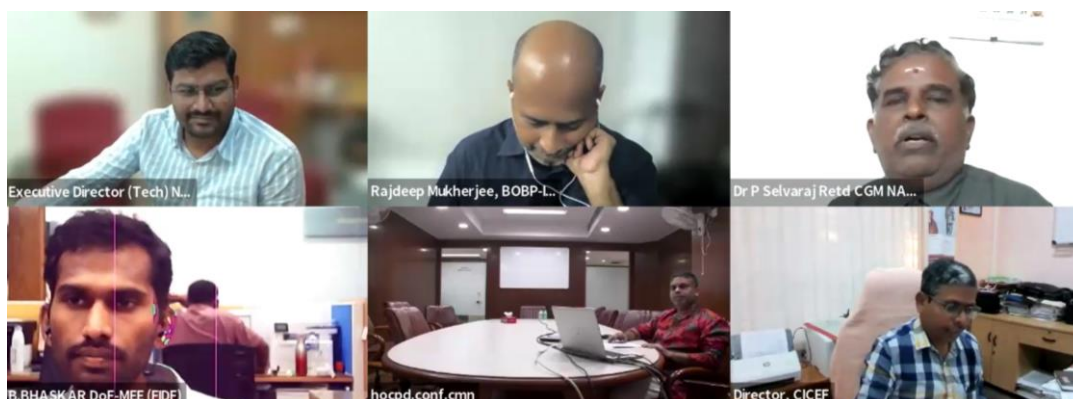 Executive Director (Tech) N...
Rajdeep Mukherjee, BOBP-I...
Dr P Selvaraj Retd CGM NA...
B.BHASKAR DoF-MFF (FIDF)
hocpd.conf.cmn
Director, CICEF